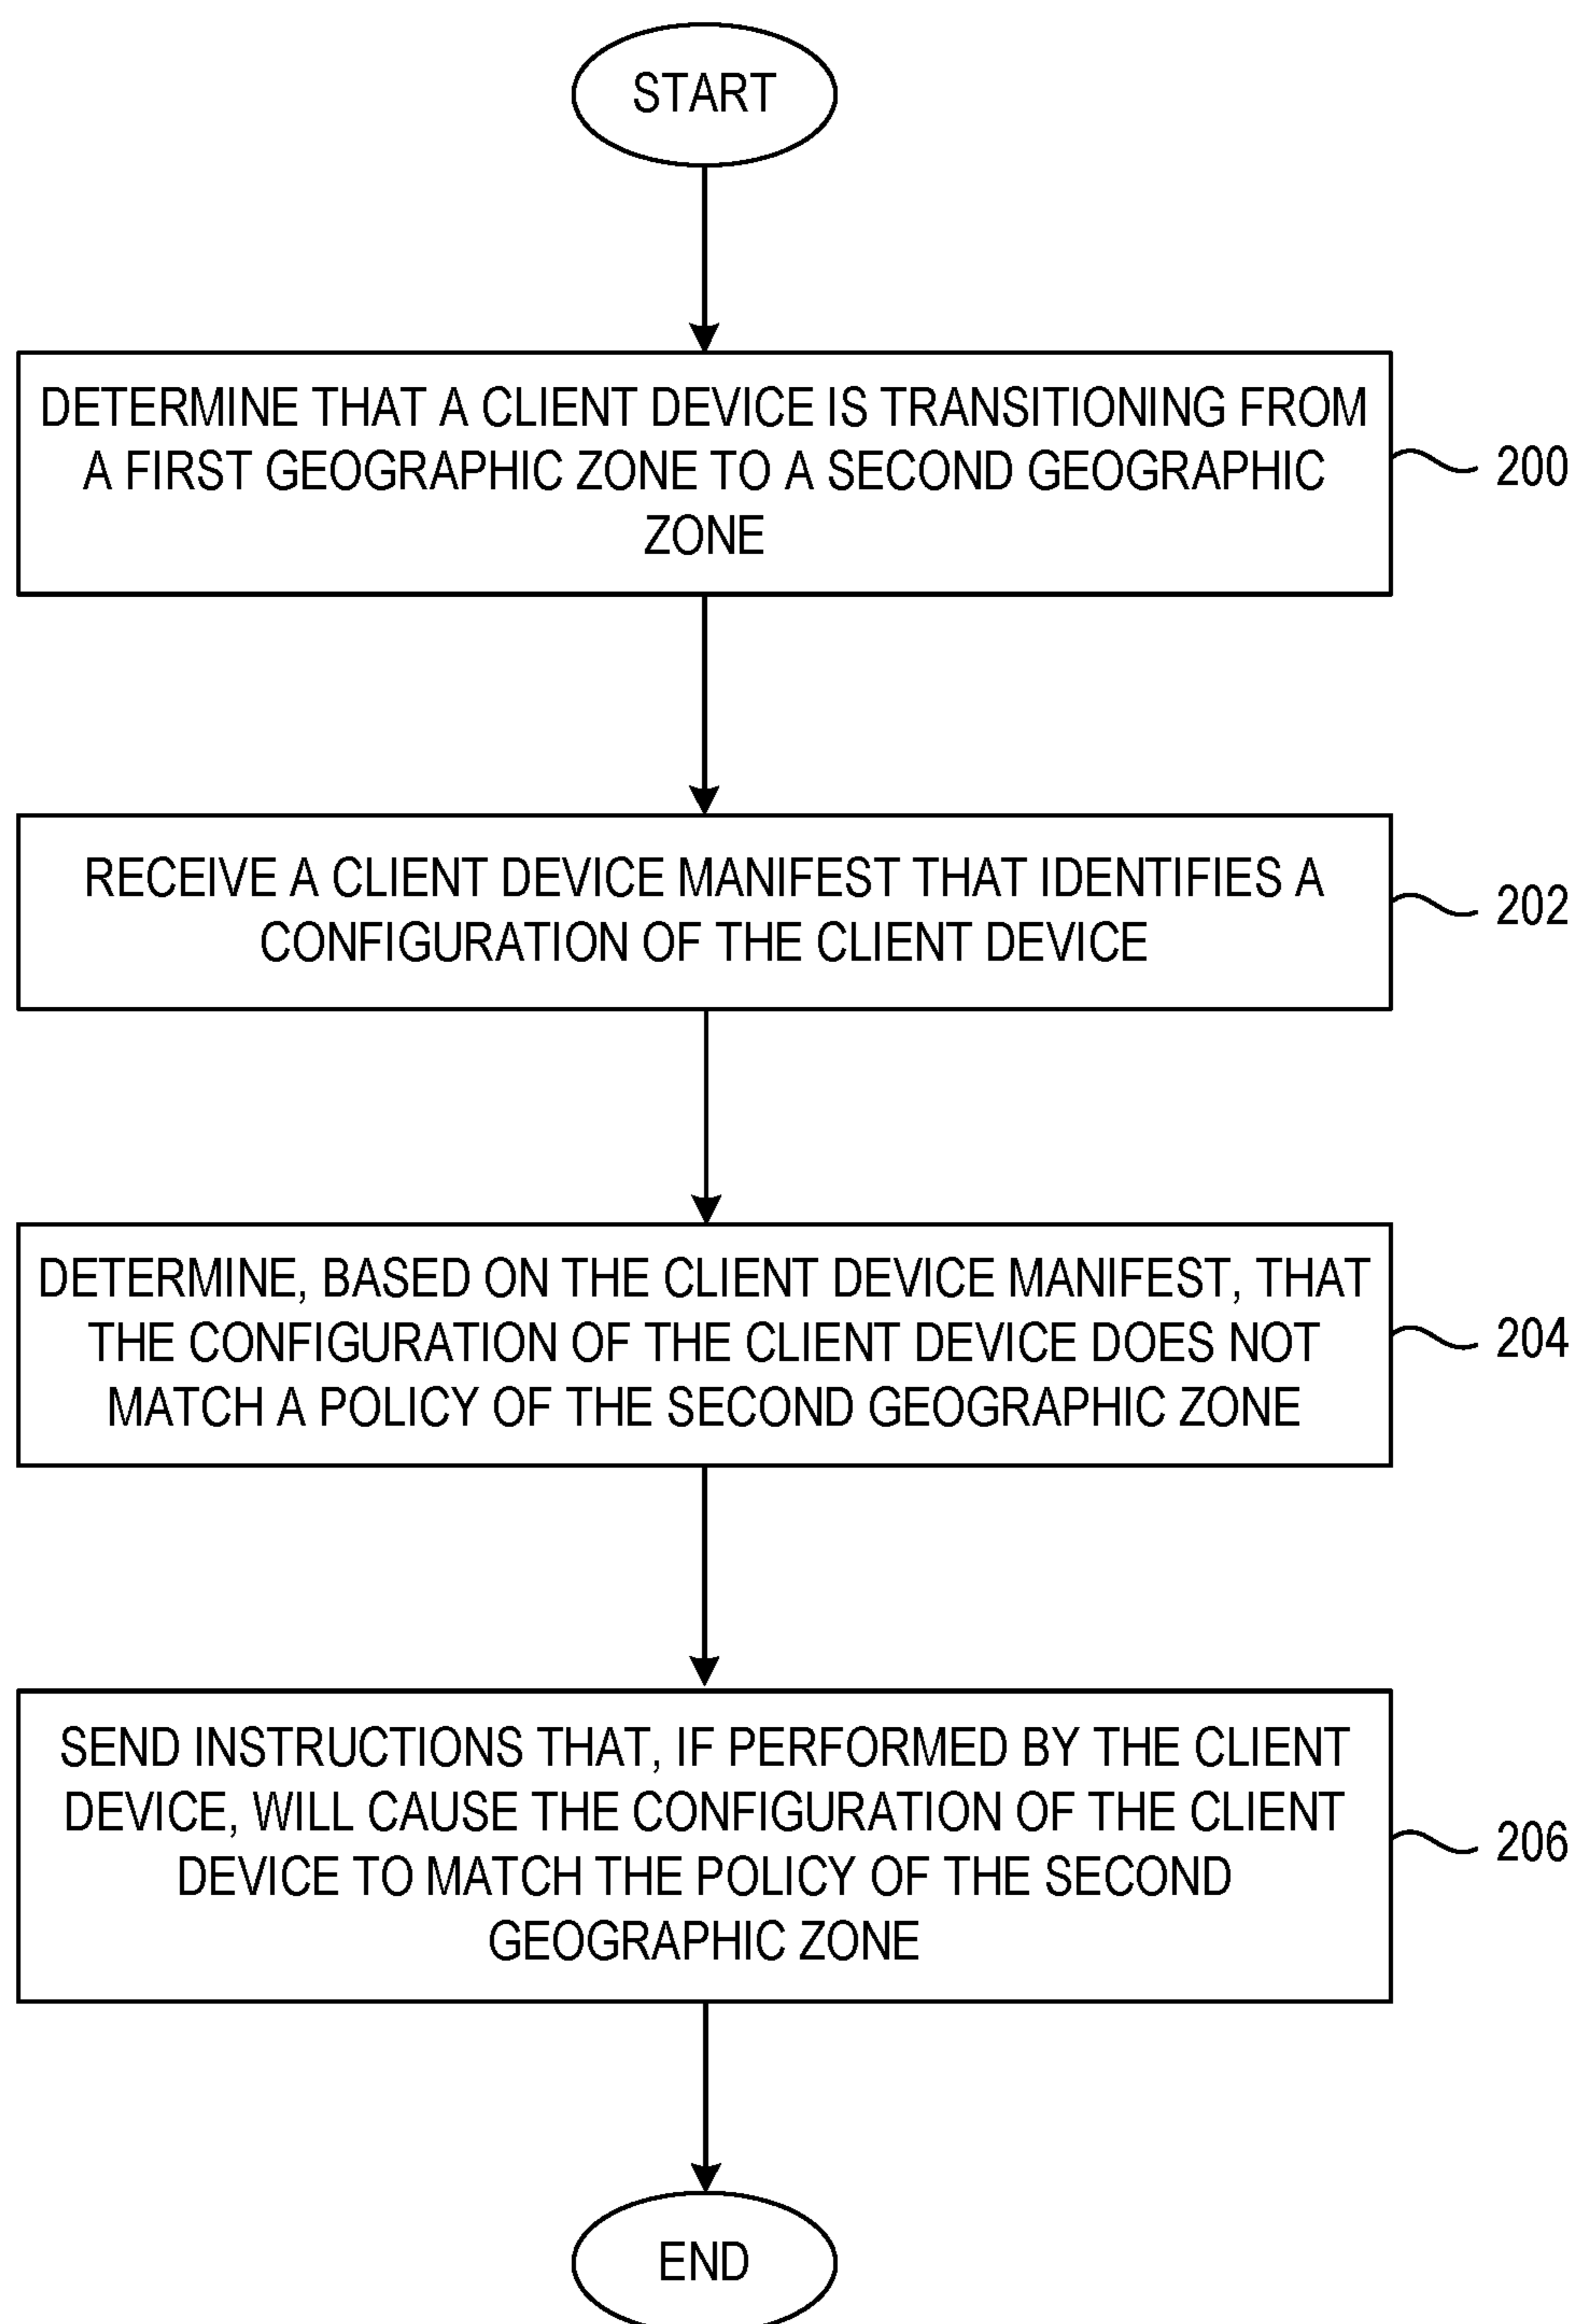 START
DETERMINE THAT A CLIENT DEVICE IS TRANSITIONING FROM
A FIRST GEOGRAPHIC ZONE TO A SECOND GEOGRAPHIC
ZONE
200
RECEIVE A CLIENT DEVICE MANIFEST THAT IDENTIFIES A
CONFIGURATION OF THE CLIENT DEVICE
202
DETERMINE, BASED ON THE CLIENT DEVICE MANIFEST, THAT
THE CONFIGURATION OF THE CLIENT DEVICE DOES NOT
MATCH A POLICY OF THE SECOND GEOGRAPHIC ZONE
204
SEND INSTRUCTIONS THAT, IF PERFORMED BY THE CLIENT
DEVICE, WILL CAUSE THE CONFIGURATION OF THE CLIENT
DEVICE TO MATCH THE POLICY OF THE SECOND
GEOGRAPHIC ZONE
206
END